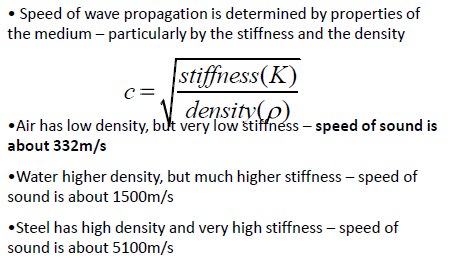 • Speed of wave propagation is determined by properties of
the medium – particularly by the stiffness and the density
c = √(stiffness(K) / density(ρ))
•Air has low density, but very low stiffness – speed of sound is
about 332m/s
•Water higher density, but much higher stiffness – speed of
sound is about 1500m/s
•Steel has high density and very high stiffness – speed of
sound is about 5100m/s